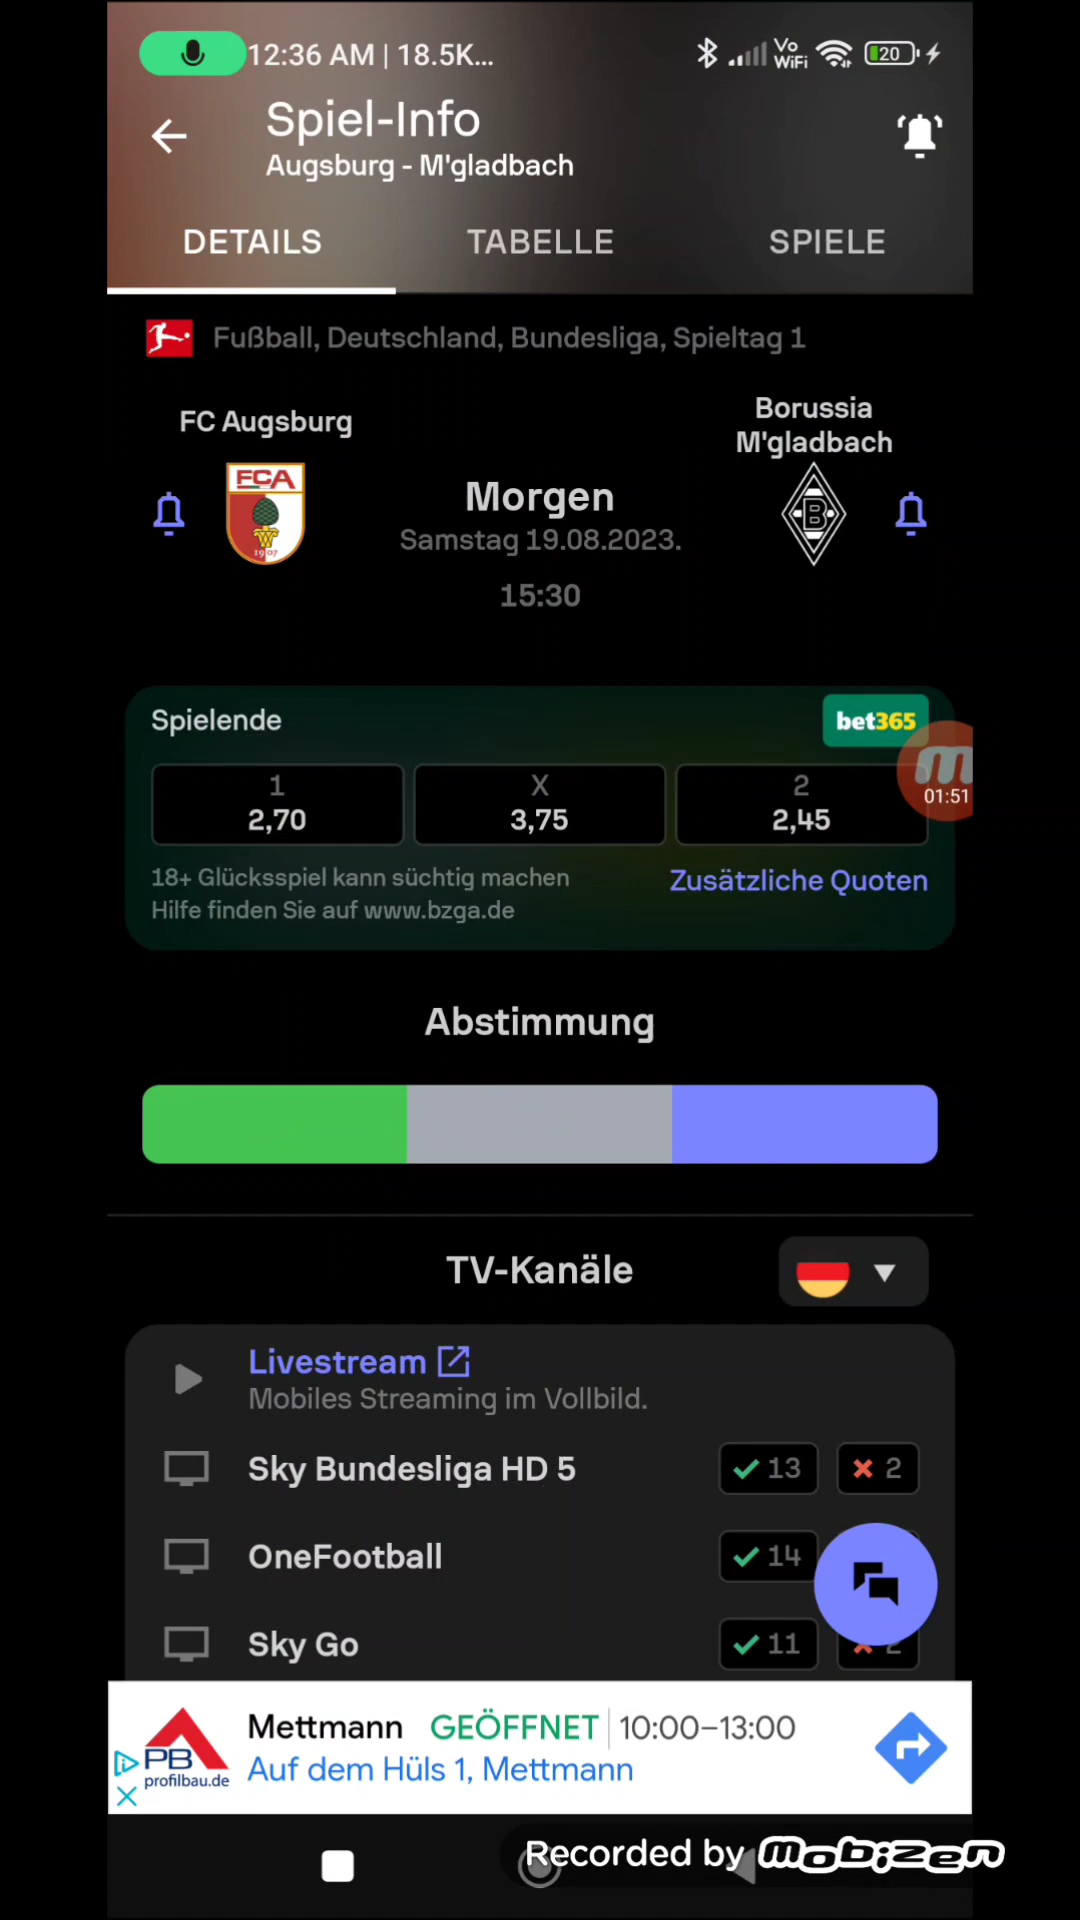 12:36 AM | 18.5K...
Vo
WiFi
20
Spiel-Info
Augsburg - M'gladbach
DETAILS
TABELLE
SPIELE
Fußball, Deutschland, Bundesliga, Spieltag 1
FC Augsburg
Borussia
M'gladbach
FCA
1907
B
Morgen
Samstag 19.08.2023.
15:30
Spielende
bet365
1
2,70
X
3,75
2
2,45
01:51
18+ Glücksspiel kann süchtig machen
Hilfe finden Sie auf www.bzga.de
Zusätzliche Quoten
Abstimmung
TV-Kanäle
Livestream
Mobiles Streaming im Vollbild.
Sky Bundesliga HD 5
13
2
OneFootball
14
Sky Go
11
2
PB
profilbau.de
Mettmann GEÖFFNET 10:00–13:00
Auf dem Hüls 1, Mettmann
Recorded by mobizen